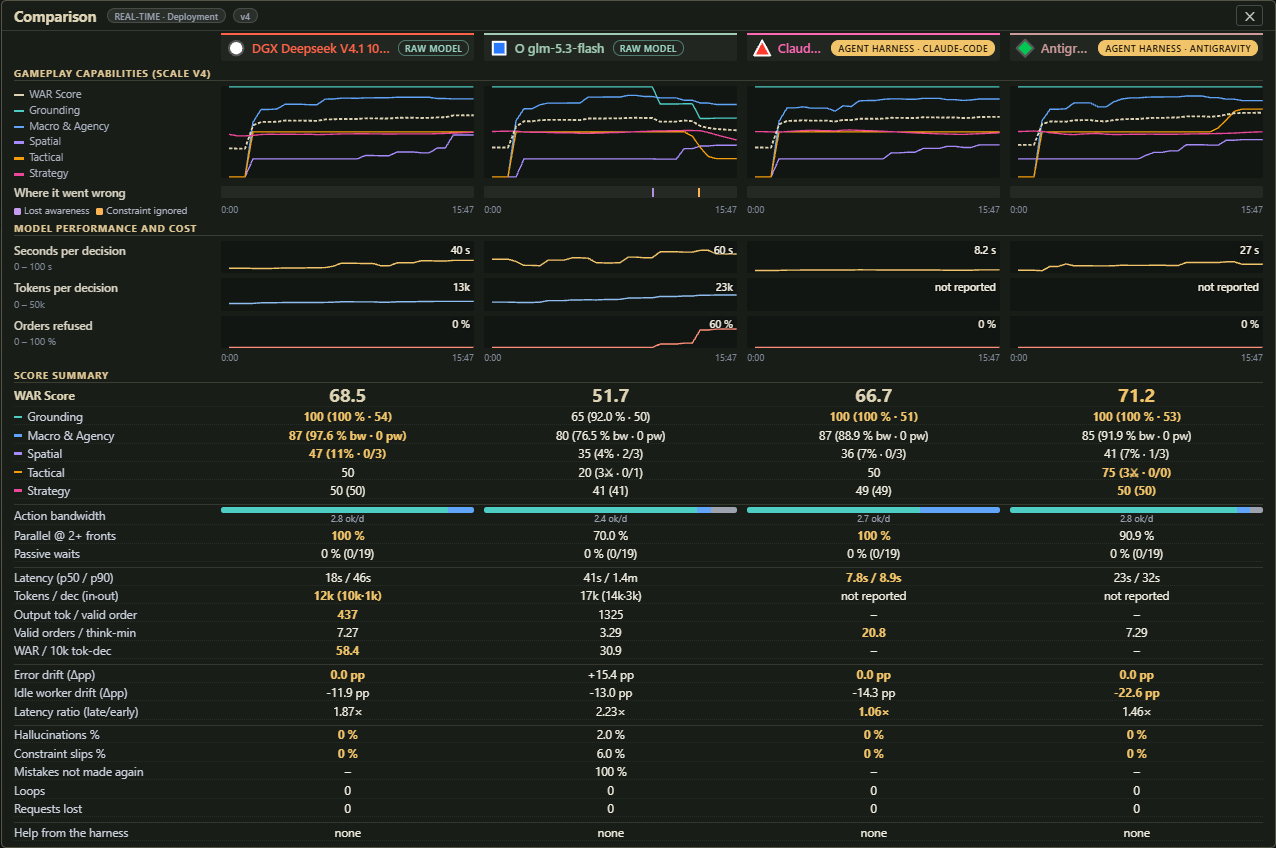 Comparison REAL-TIME · Deployment v4
DGX Deepseek V4.1 10... RAW MODEL O glm-5.3-flash RAW MODEL Claud... AGENT HARNESS · CLAUDE-CODE Antigr... AGENT HARNESS · ANTIGRAVITY
GAMEPLAY CAPABILITIES (SCALE V4)
WAR Score
Grounding
Macro & Agency
Spatial
Tactical
Strategy
Where it went wrong
Lost awareness Constraint ignored
0:00 15:47 0:00 15:47 0:00 15:47 0:00 15:47
MODEL PERFORMANCE AND COST
Seconds per decision 40 s 60 s 8.2 s 27 s
0 – 100 s
Tokens per decision 13k 23k not reported not reported
0 – 50k
Orders refused 0 % 60 % 0 % 0 %
0 – 100 %
0:00 15:47 0:00 15:47 0:00 15:47 0:00 15:47
SCORE SUMMARY
WAR Score 68.5 51.7 66.7 71.2
Grounding 100 (100 % · 54) 65 (92.0 % · 50) 100 (100 % · 51) 100 (100 % · 53)
Macro & Agency 87 (97.6 % bw · 0 pw) 80 (76.5 % bw · 0 pw) 87 (88.9 % bw · 0 pw) 85 (91.9 % bw · 0 pw)
Spatial 47 (11% · 0/3) 35 (4% · 2/3) 36 (7% · 0/3) 41 (7% · 1/3)
Tactical 50 20 (3⚔ · 0/1) 50 75 (3⚔ · 0/0)
Strategy 50 (50) 41 (41) 49 (49) 50 (50)
Action bandwidth
2.8 ok/d 2.4 ok/d 2.7 ok/d 2.8 ok/d
Parallel @ 2+ fronts 100 % 70.0 % 100 % 90.9 %
Passive waits 0 % (0/19) 0 % (0/19) 0 % (0/19) 0 % (0/19)
Latency (p50 / p90) 18s / 46s 41s / 1.4m 7.8s / 8.9s 23s / 32s
Tokens / dec (in·out) 12k (10k·1k) 17k (14k·3k) not reported not reported
Output tok / valid order 437 1325 – –
Valid orders / think-min 7.27 3.29 20.8 7.29
WAR / 10k tok-dec 58.4 30.9 – –
Error drift (Δpp) 0.0 pp +15.4 pp 0.0 pp 0.0 pp
Idle worker drift (Δpp) -11.9 pp -13.0 pp -14.3 pp -22.6 pp
Latency ratio (late/early) 1.87× 2.23× 1.06× 1.46×
Hallucinations % 0 % 2.0 % 0 % 0 %
Constraint slips % 0 % 6.0 % 0 % 0 %
Mistakes not made again – 100 % – –
Loops 0 0 0 0
Requests lost 0 0 0 0
Help from the harness none none none none